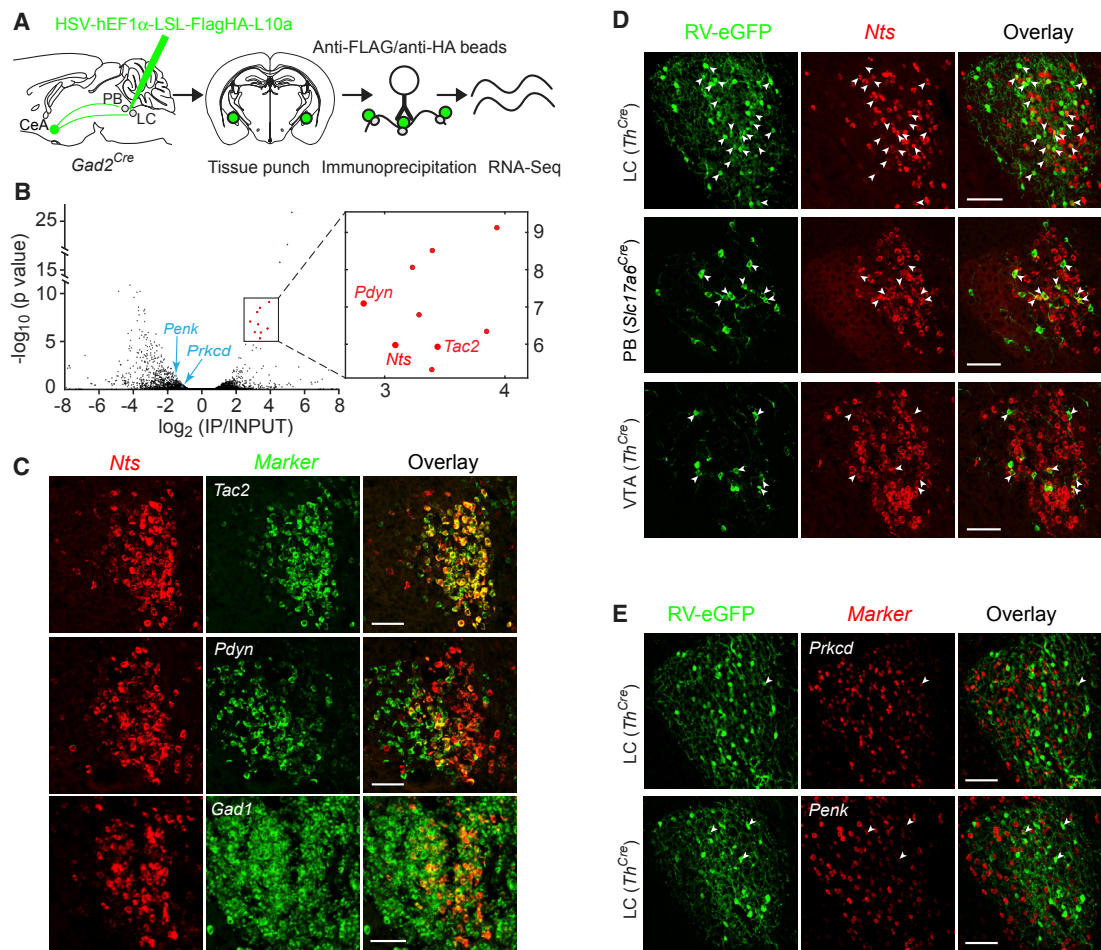 A
HSV-hEF1α-LSL-FlagHA-L10a
Anti-FLAG/anti-HA beads
PB
LC
CeA
Gad2Cre
Tissue punch
Immunoprecipitation
RNA-Seq
B
-log10 (p value)
25
15
10
5
0
Penk
Prkcd
-8 -6 -4 -2 0 2 4 6 8
log2 (IP/INPUT)
Pdyn
Nts
Tac2
9
8
7
6
3 4
C
Nts Marker Overlay
Tac2
Pdyn
Gad1
D
RV-eGFP Nts Overlay
LC (ThCre)
PB (Slc17a6Cre)
VTA (ThCre)
E
RV-eGFP Marker Overlay
LC (ThCre)
Prkcd
LC (ThCre)
Penk